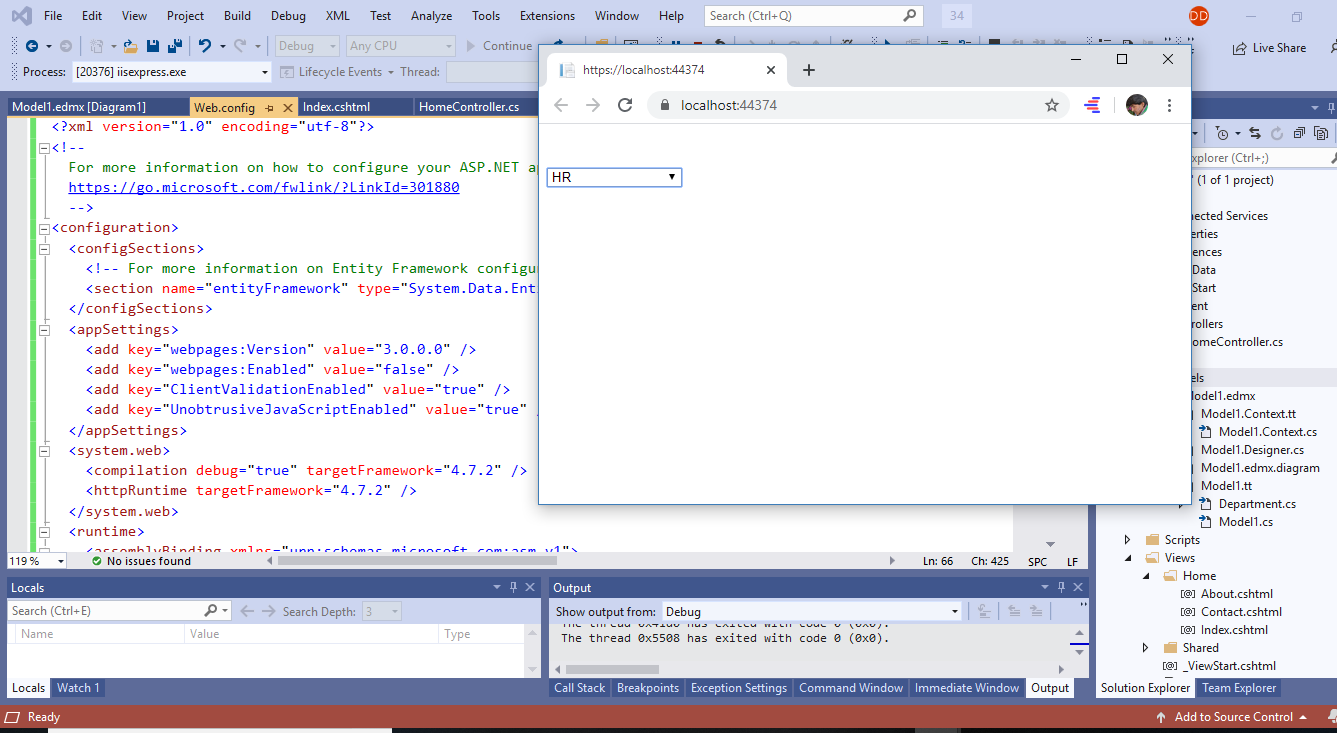 File Edit View Project Build Debug XML Test Analyze Tools Extensions Window Help Search (Ctrl+Q) 34 DD
Debug Any CPU Continue Live Share
Process: [20376] iisexpress.exe Lifecycle Events Thread:
https://localhost:44374
localhost:44374
HR
Model1.edmx [Diagram1] Web.config Index.cshtml HomeController.cs
<?xml version="1.0" encoding="utf-8"?>
<!--
For more information on how to configure your ASP.NET
https://go.microsoft.com/fwlink/?LinkId=301880
-->
<configuration>
<configSections>
<!-- For more information on Entity Framework
<section name="entityFramework" type="System.Data.
</configSections>
<appSettings>
<add key="webpages:Version" value="3.0.0.0" />
<add key="webpages:Enabled" value="false" />
<add key="ClientValidationEnabled" value="true" />
<add key="UnobtrusiveJavaScriptEnabled" value="true"
</appSettings>
<system.web>
<compilation debug="true" targetFramework="4.7.2" />
<httpRuntime targetFramework="4.7.2" />
</system.web>
<runtime>
<assemblyBinding xmlns="urn:schemas-microsoft-com:asm.v1">
119 % No issues found Ln: 66 Ch: 425 SPC LF
xplorer (Ctrl+;)
(1 of 1 project)
nected Services
erties
ences
Data
Start
ent
rollers
omeController.cs
els
odel1.edmx
Model1.Context.tt
Model1.Context.cs
Model1.Designer.cs
Model1.edmx.diagram
Model1.tt
Department.cs
Model1.cs
Scripts
Views
Home
About.cshtml
Contact.cshtml
Index.cshtml
Shared
_ViewStart.cshtml
Solution Explorer Team Explorer
Locals
Search (Ctrl+E) Search Depth: 3
Name Value Type
Locals Watch 1
Output
Show output from: Debug
The thread has exited with code 0 (0x0).
The thread 0x5508 has exited with code 0 (0x0).
Call Stack Breakpoints Exception Settings Command Window Immediate Window Output
Ready Add to Source Control